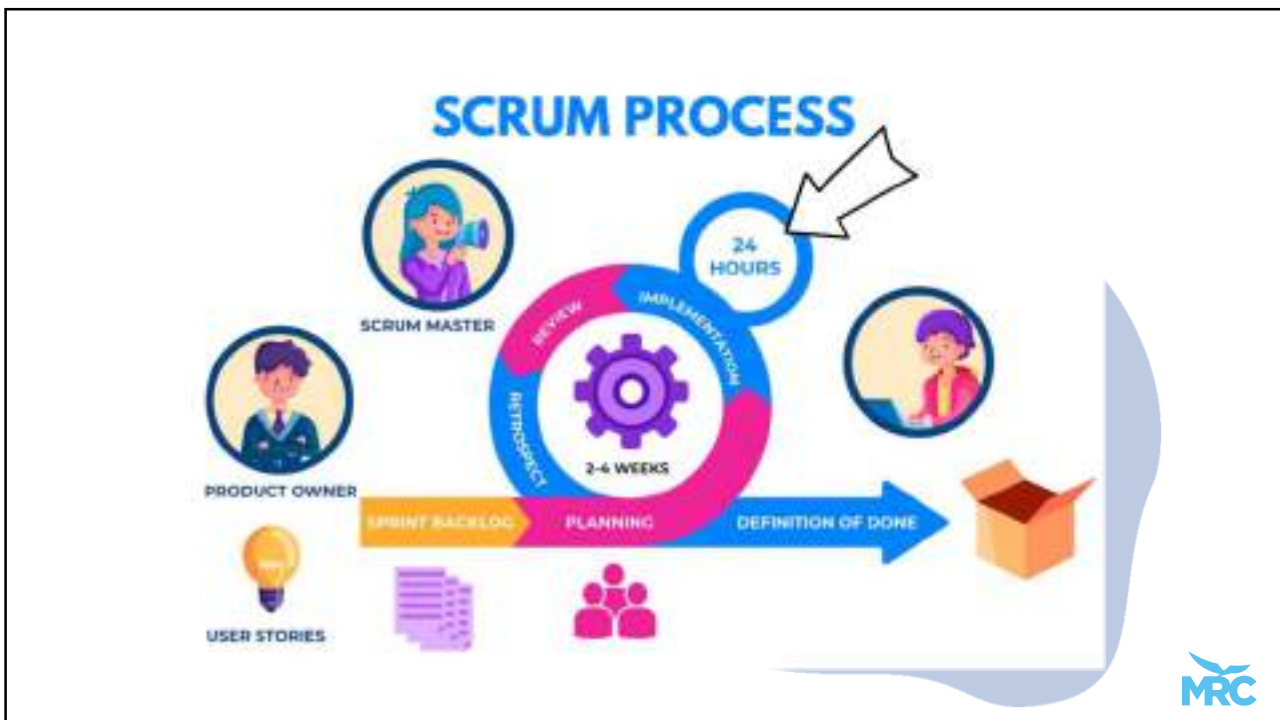 SCRUM PROCESS
24
HOURS
SCRUM MASTER
REVIEW
IMPLEMENTATION
RETROSPECT
2-4 WEEKS
PRODUCT OWNER
SPRINT BACKLOG
PLANNING
DEFINITION OF DONE
USER STORIES
MRC